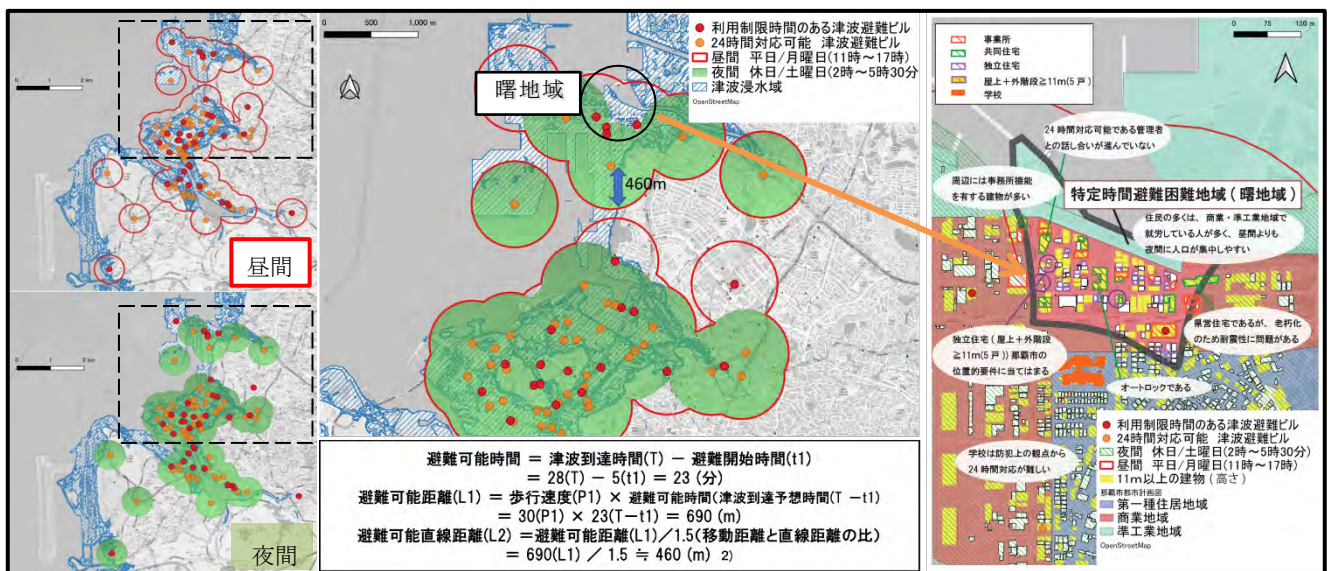 0 1 2 km
昼間
0 1 2 km
夜間
0 500 1,000 m
利用制限時間のある津波避難ビル
24時間対応可能 津波避難ビル
昼間 平日/月曜日(11時~17時)
夜間 休日/土曜日(2時~5時30分)
津波浸水域
OpenStreetMap
曙地域
460m
避難可能時間 = 津波到達時間(T) - 避難開始時間(t1)
= 28(T) - 5(t1) = 23 (分)
避難可能距離(L1) = 歩行速度(P1) × 避難可能時間(津波到達予想時間(T -t1)
= 30(P1) × 23(T-t1) = 690 (m)
避難可能直線距離(L2) =避難可能距離(L1)/1.5(移動距離と直線距離の比)
= 690(L1) / 1.5 ≒ 460 (m) 2)
0 75 150 m
事業所
共同住宅
独立住宅
屋上+外階段≧11m(5戸)
学校
24時間対応可能である管理者
との話し合いが進んでいない
周辺には事務所機能
を有する建物が多い
特定時間避難困難地域(曙地域)
住民の多くは、商業・準工業地域で
就労している人が多く、昼間よりも
夜間に人口が集中しやすい
県営住宅であるが、老朽化
のため耐震性に問題がある
独立住宅(屋上+外階段
≧11m(5戸))那覇市の
位置的要件に当てはまる
オートロックである
学校は防犯上の観点から
24時間対応が難しい
利用制限時間のある津波避難ビル
24時間対応可能 津波避難ビル
夜間 休日/土曜日(2時~5時30分)
昼間 平日/月曜日(11時~17時)
11m以上の建物(高さ)
那覇市都市計画図
第一種住居地域
商業地域
準工業地域
OpenStreetMap